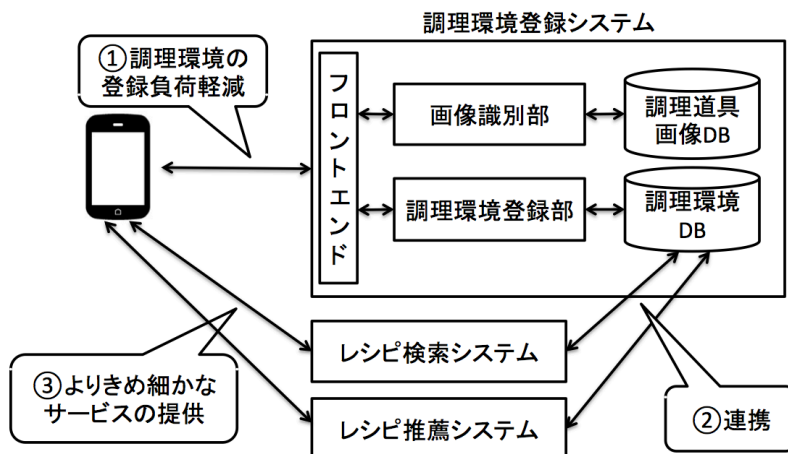 調理環境登録システム
①調理環境の
登録負荷軽減
フロントエンド
画像識別部
調理道具
画像DB
調理環境登録部
調理環境
DB
レシピ検索システム
③よりきめ細かな
サービスの提供
レシピ推薦システム
②連携